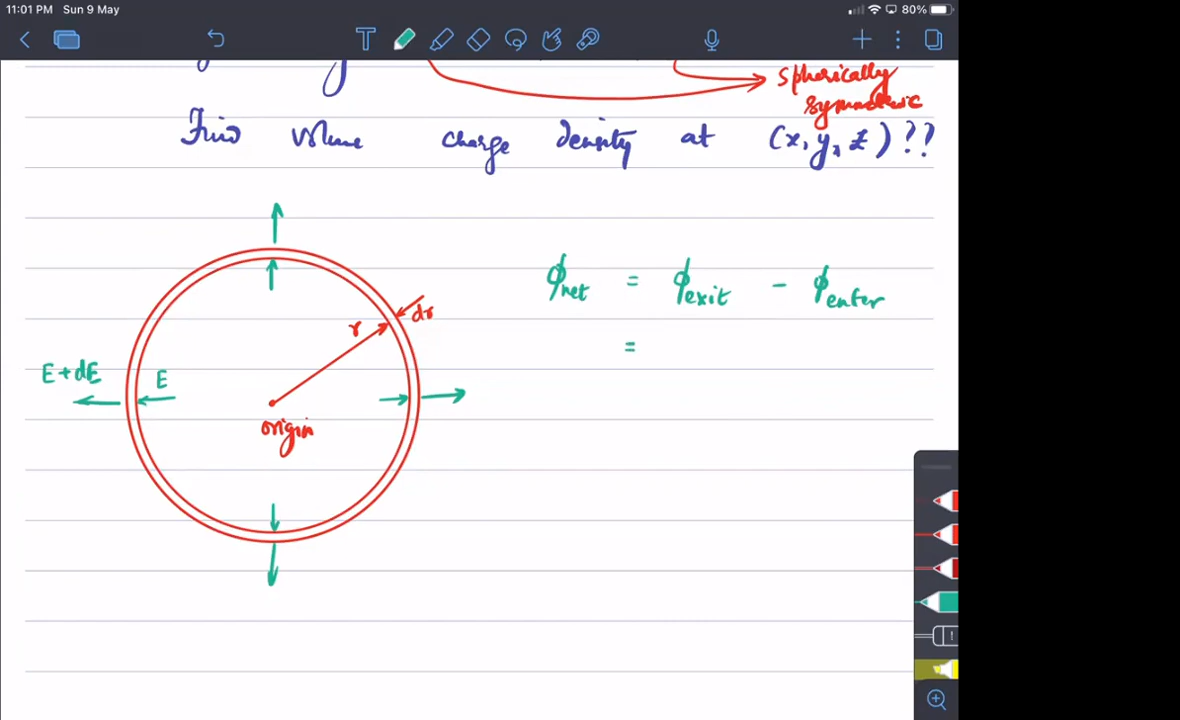 11:01 PM Sun 9 May
80%
T
spherically
symmetric
Find volume charge density at (x, y, z)??
ϕnet = ϕexit - ϕenter
=
dr
r
E+dE
E
origin